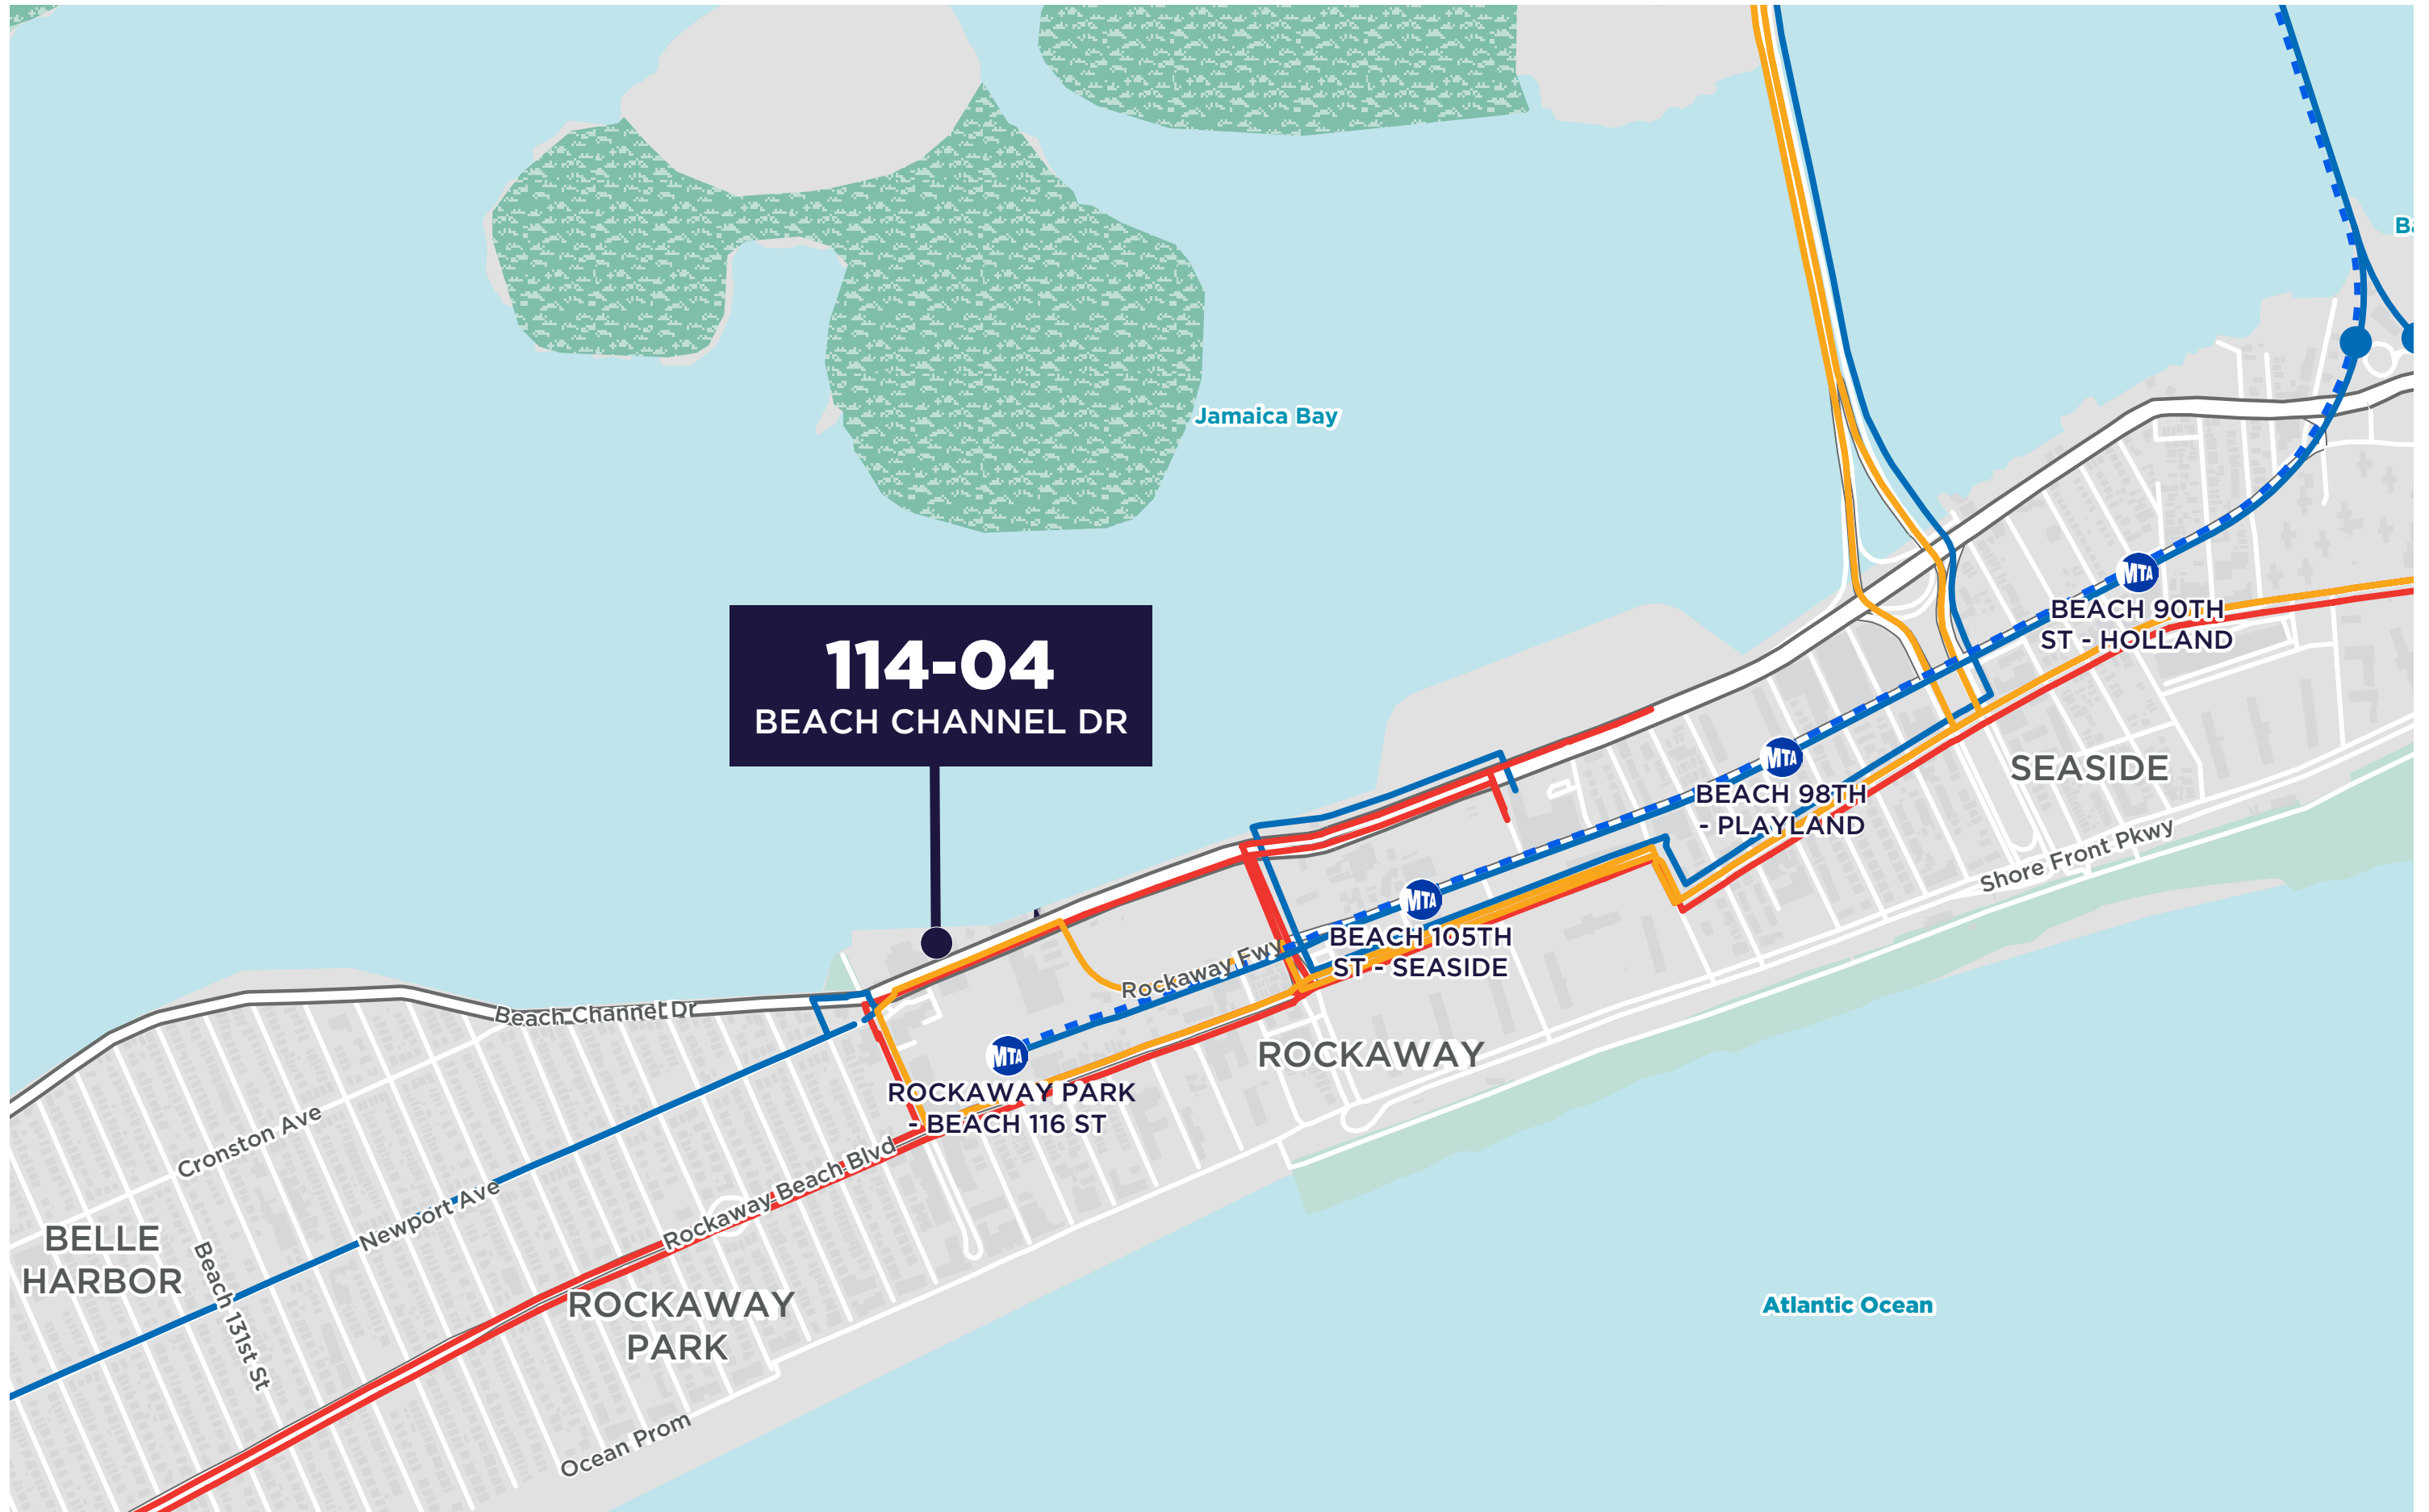 Ba
Jamaica Bay
114-04
BEACH CHANNEL DR
MTA
BEACH 90TH
ST - HOLLAND
MTA
BEACH 98TH
- PLAYLAND
SEASIDE
Shore Front Pkwy
MTA
BEACH 105TH
ST - SEASIDE
Rockaway Fwy
Beach Channel Dr
MTA
ROCKAWAY PARK
- BEACH 116 ST
ROCKAWAY
Cronston Ave
Newport Ave
Rockaway Beach Blvd
BELLE
HARBOR
Beach 131st St
ROCKAWAY
PARK
Ocean Prom
Atlantic Ocean